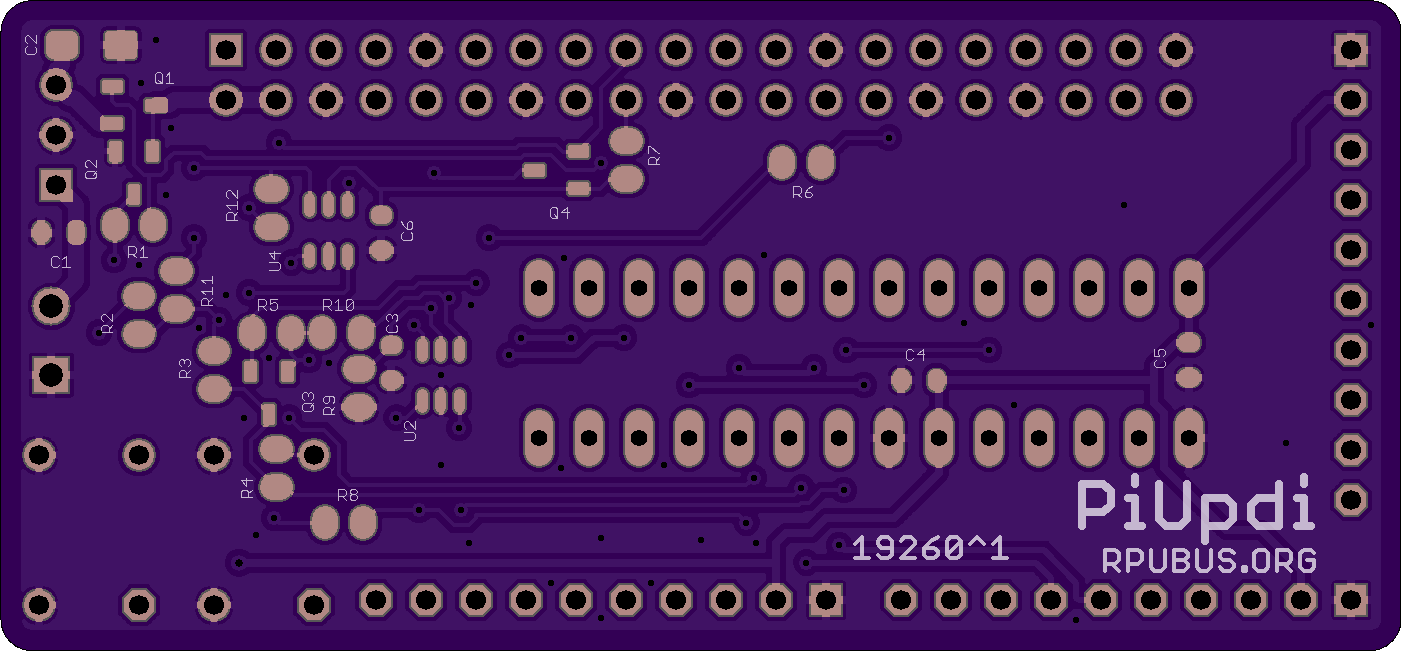 C2
Q1
Q2
R7
R6
R12
Q4
C6
R1
U4
C1
R11
R5
R10
R2
C3
C4
C5
R3
Q3
R9
U2
R4
R8
PiUpdi
19260^1
RPUBUS.ORG